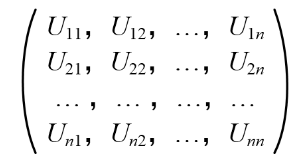 U₁₁, U₁₂, ..., U₁ₙ
U₂₁, U₂₂, ..., U₂ₙ
..., ..., ..., ...
Uₙ₁, Uₙ₂, ..., Uₙₙ